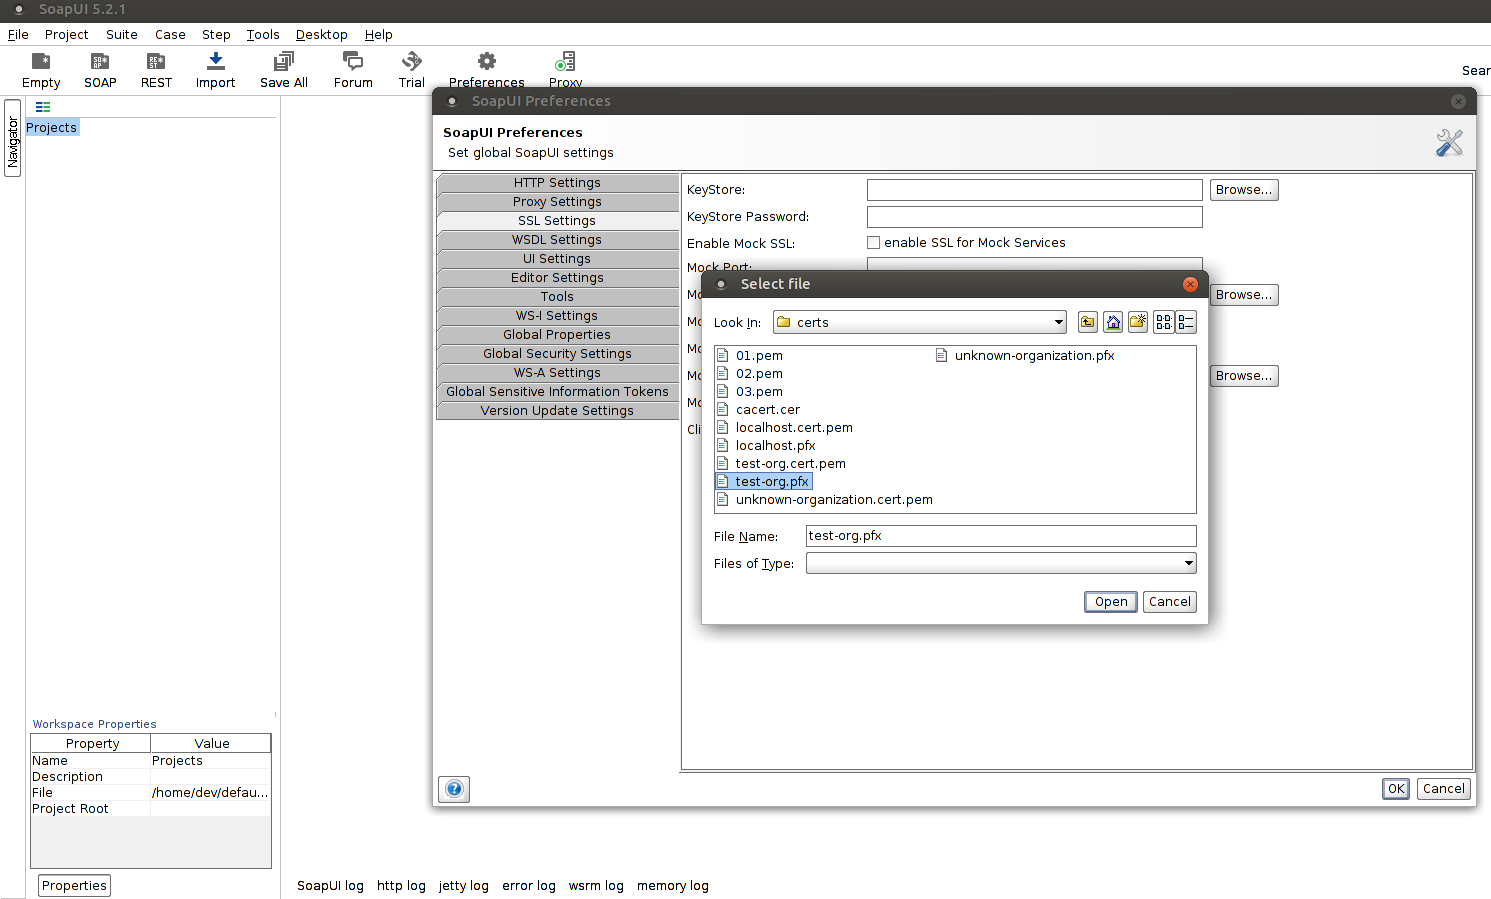 SoapUI 5.2.1
File Project Suite Case Step Tools Desktop Help
Empty SOAP REST Import Save All Forum Trial Preferences Proxy
Sear
Navigator
Projects
SoapUI Preferences
SoapUI Preferences
Set global SoapUI settings
HTTP Settings
Proxy Settings
SSL Settings
WSDL Settings
UI Settings
Editor Settings
Tools
WS-I Settings
Global Properties
Global Security Settings
WS-A Settings
Global Sensitive Information Tokens
Version Update Settings
KeyStore: Browse...
KeyStore Password:
Enable Mock SSL: enable SSL for Mock Services
Mock Port:
Mo Browse...
Mo
Mo
Mo Browse...
Mo
Cli
Select file
Look In: certs
01.pem
02.pem
03.pem
cacert.cer
localhost.cert.pem
localhost.pfx
test-org.cert.pem
test-org.pfx
unknown-organization.cert.pem
unknown-organization.pfx
File Name: test-org.pfx
Files of Type:
Open Cancel
OK Cancel
Workspace Properties
Property Value
Name Projects
Description
File /home/dev/defau...
Project Root
Properties
SoapUI log http log jetty log error log wsrm log memory log